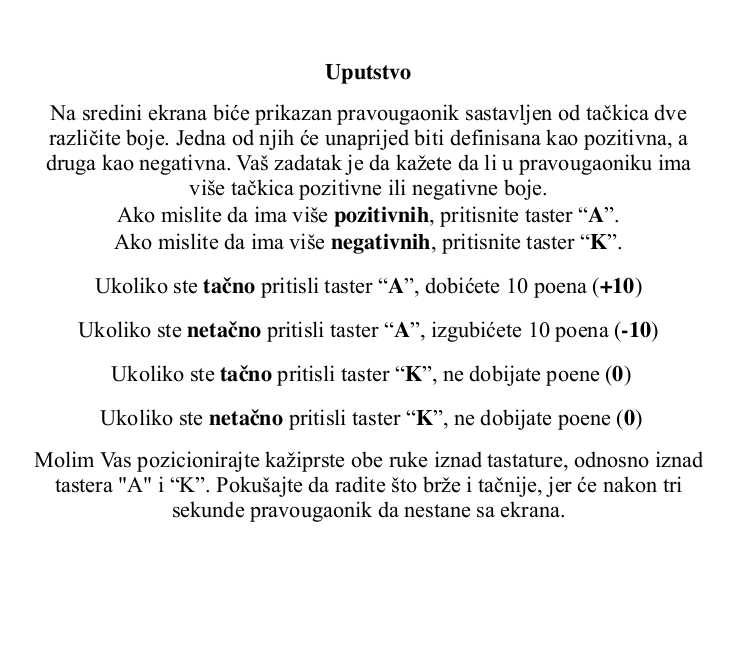 Uputstvo
Na sredini ekrana biće prikazan pravougaonik sastavljen od tačkica dve
različite boje. Jedna od njih će unaprijed biti definisana kao pozitivna, a
druga kao negativna. Vaš zadatak je da kažete da li u pravougaoniku ima
više tačkica pozitivne ili negativne boje.
Ako mislite da ima više pozitivnih, pritisnite taster “A”.
Ako mislite da ima više negativnih, pritisnite taster “K”.
Ukoliko ste tačno pritisli taster “A”, dobićete 10 poena (+10)
Ukoliko ste netačno pritisli taster “A”, izgubićete 10 poena (-10)
Ukoliko ste tačno pritisli taster “K”, ne dobijate poene (0)
Ukoliko ste netačno pritisli taster “K”, ne dobijate poene (0)
Molim Vas pozicionirajte kažiprste obe ruke iznad tastature, odnosno iznad
tastera "A" i “K”. Pokušajte da radite što brže i tačnije, jer će nakon tri
sekunde pravougaonik da nestane sa ekrana.